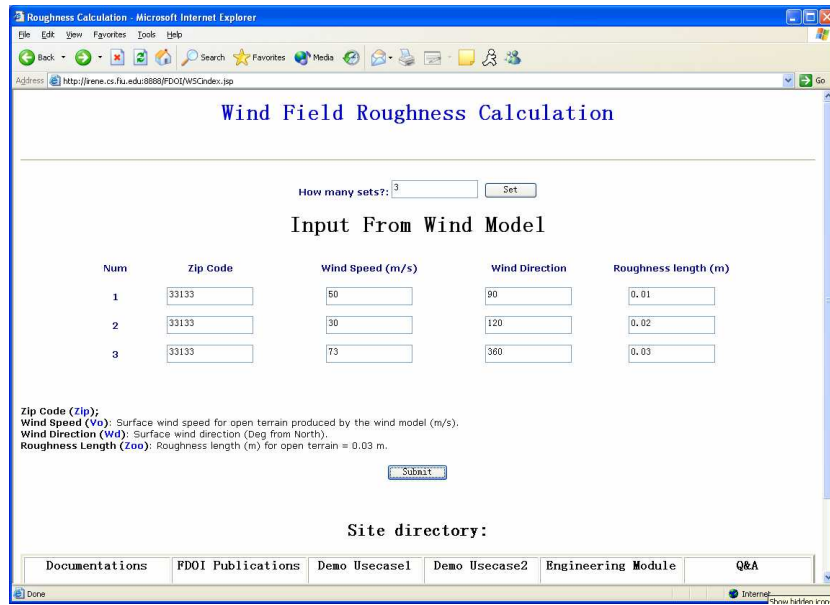 Roughness Calculation - Microsoft Internet Explorer
File Edit View Favorites Tools Help
Back Search Favorites Media
Address http://irene.cs.fiu.edu:8888/FDOI/WSCindex.jsp Go
Wind Field Roughness Calculation
How many sets?: 3 Set
Input From Wind Model
Num Zip Code Wind Speed (m/s) Wind Direction Roughness length (m)
1 33133 50 90 0.01
2 33133 30 120 0.02
3 33133 73 360 0.03
Zip Code (Zip);
Wind Speed (Vo): Surface wind speed for open terrain produced by the wind model (m/s).
Wind Direction (Wd): Surface wind direction (Deg from North).
Roughness Length (Zoo): Roughness length (m) for open terrain = 0.03 m.
Submit
Site directory:
Documentations FDOI Publications Demo Usecase1 Demo Usecase2 Engineering Module Q&A
Done Internet
Show hidden icon